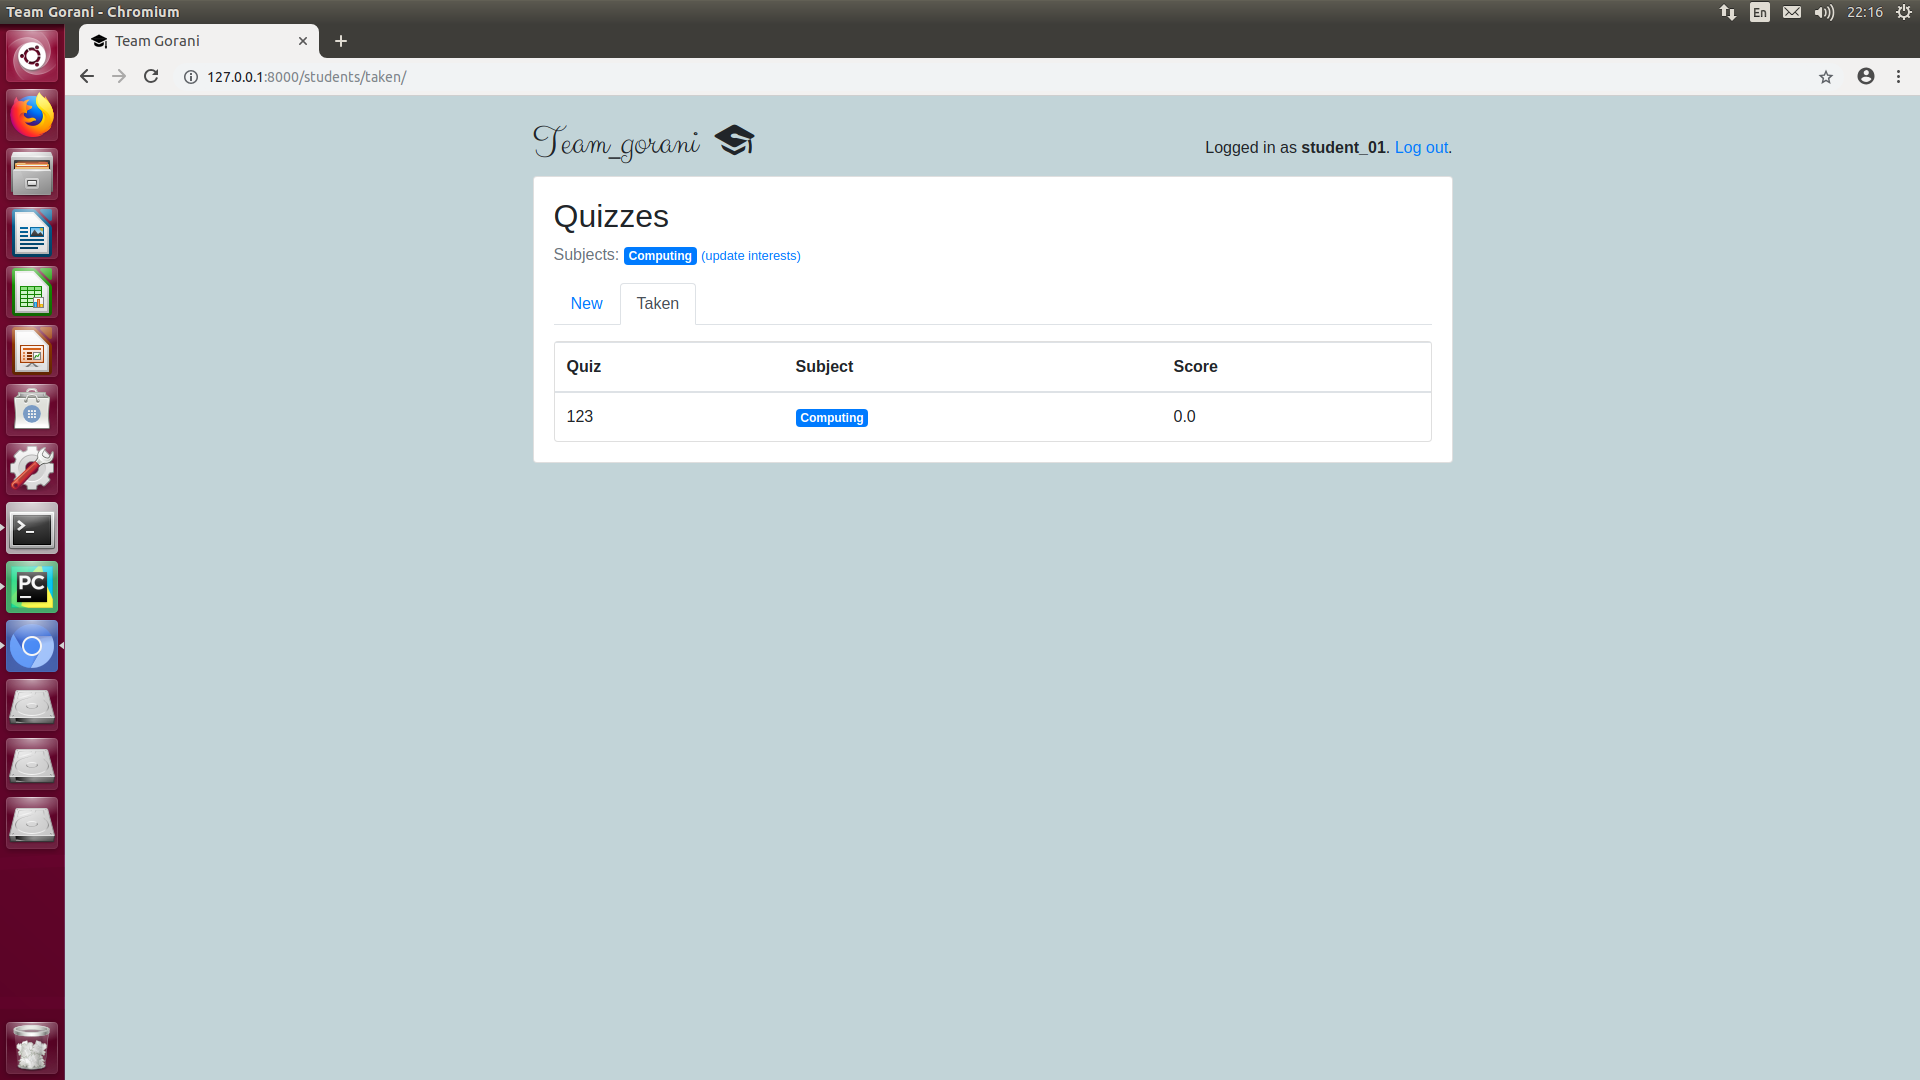 Team Gorani - Chromium
En
22:16
Team Gorani
127.0.0.1:8000/students/taken/
Team_gorani
Logged in as student_01. Log out.
Quizzes
Subjects: Computing (update interests)
New Taken
Quiz Subject Score
123 Computing 0.0
>_
PC